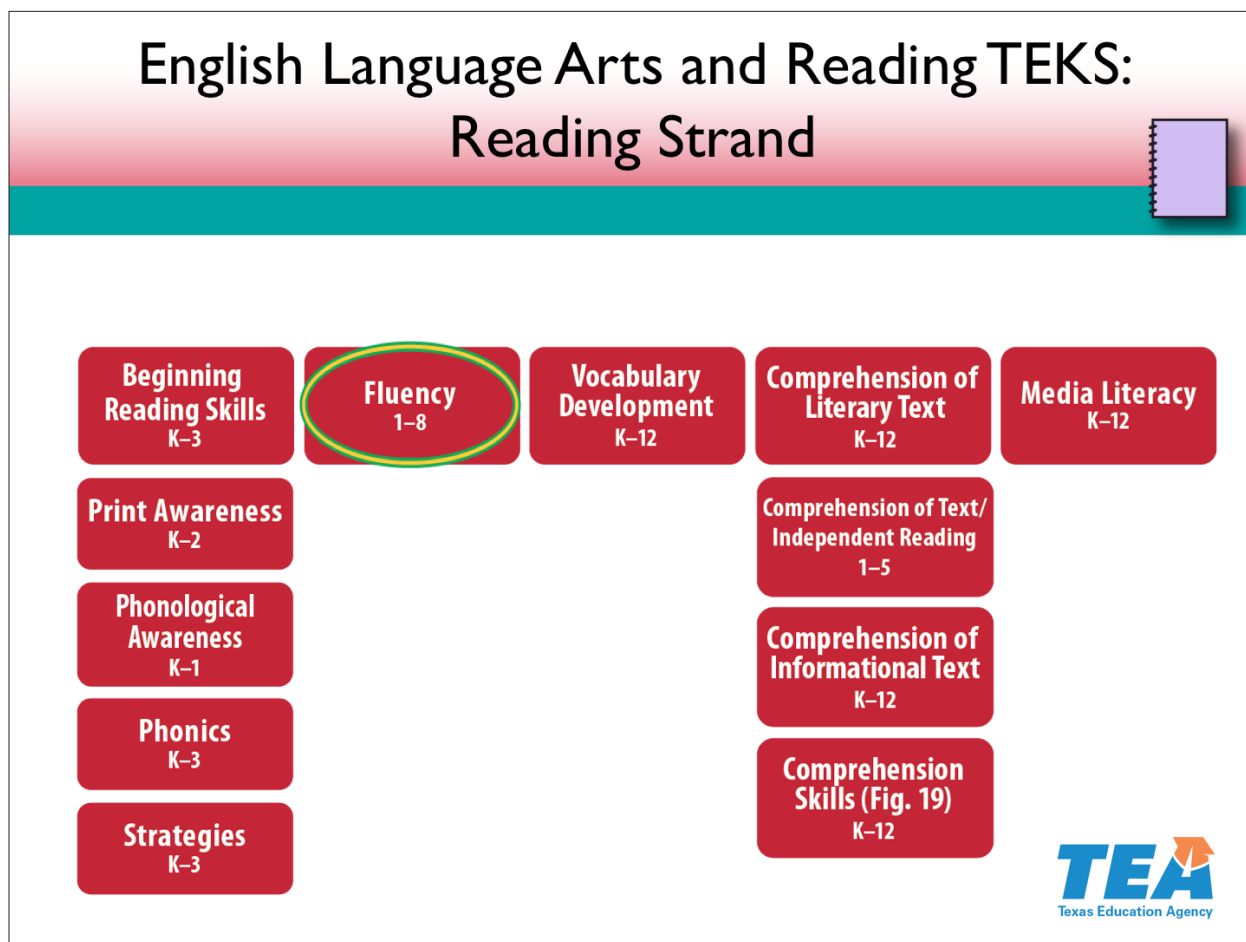 English Language Arts and Reading TEKS:
Reading Strand
Beginning
Reading Skills
K–3
Fluency
1–8
Vocabulary
Development
K–12
Comprehension of
Literary Text
K–12
Media Literacy
K–12
Print Awareness
K–2
Phonological
Awareness
K–1
Phonics
K–3
Strategies
K–3
Comprehension of Text/
Independent Reading
1–5
Comprehension of
Informational Text
K–12
Comprehension
Skills (Fig. 19)
K–12
TEA
Texas Education Agency